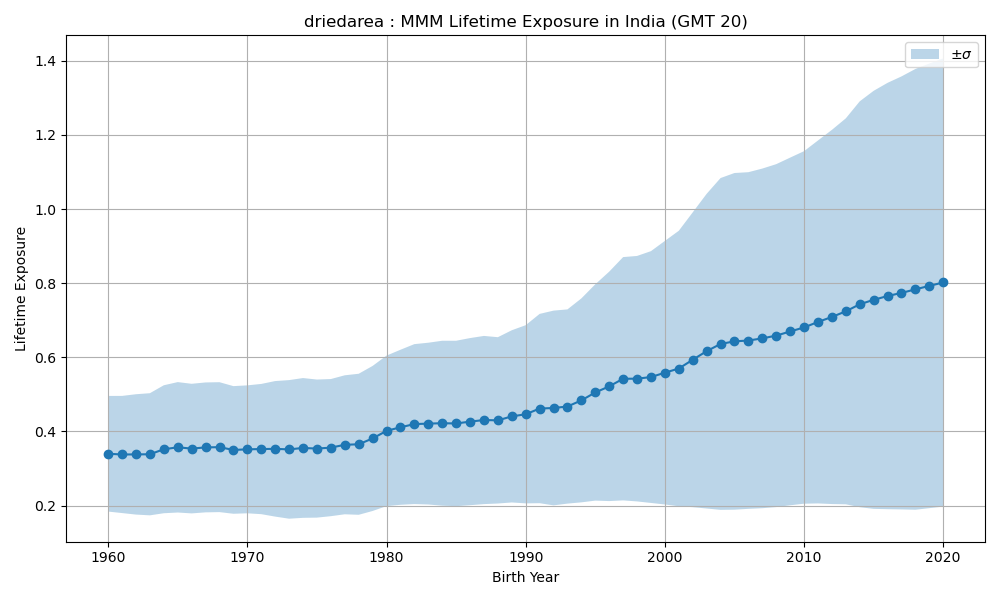 driedarea : MMM Lifetime Exposure in India (GMT 20)
±σ
Lifetime Exposure
1.4
1.2
1.0
0.8
0.6
0.4
0.2
1960 1970 1980 1990 2000 2010 2020
Birth Year